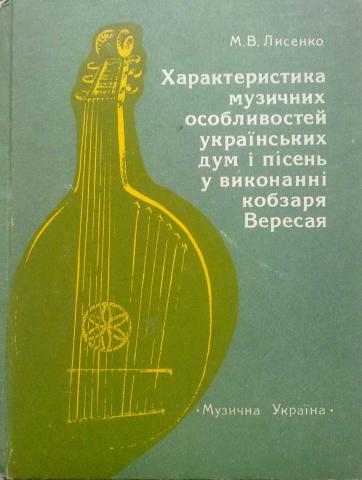 М. В. Лисенко
Характеристика
музичних
особливостей
українських
дум і пісень
у виконанні
кобзаря
Вересая
· Музична Україна ·